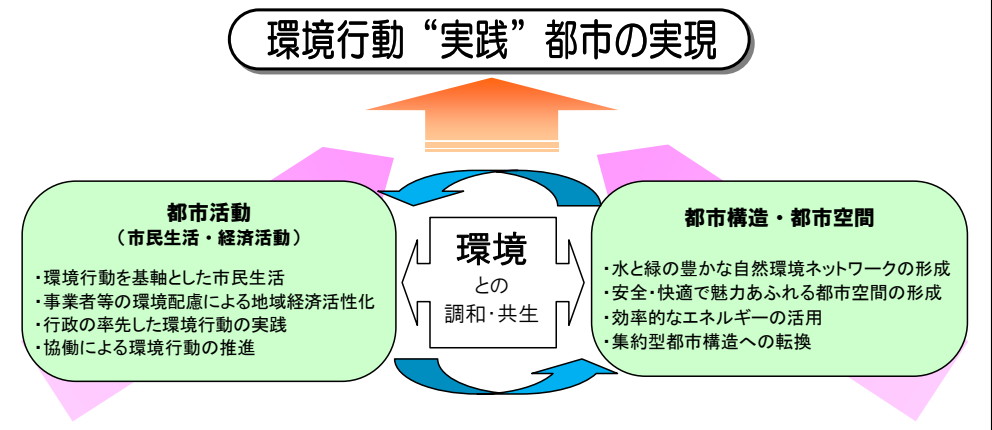 環境行動“実践”都市の実現
都市活動
（市民生活・経済活動）
・環境行動を基軸とした市民生活
・事業者等の環境配慮による地域経済活性化
・行政の率先した環境行動の実践
・協働による環境行動の推進
環境
との
調和・共生
都市構造・都市空間
・水と緑の豊かな自然環境ネットワークの形成
・安全・快適で魅力あふれる都市空間の形成
・効率的なエネルギーの活用
・集約型都市構造への転換